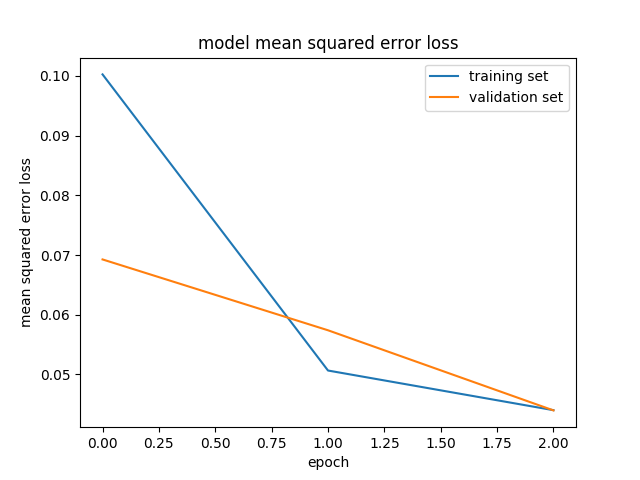 model mean squared error loss
training set
validation set
0.10
0.09
0.08
0.07
0.06
0.05
mean squared error loss
0.00 0.25 0.50 0.75 1.00 1.25 1.50 1.75 2.00
epoch